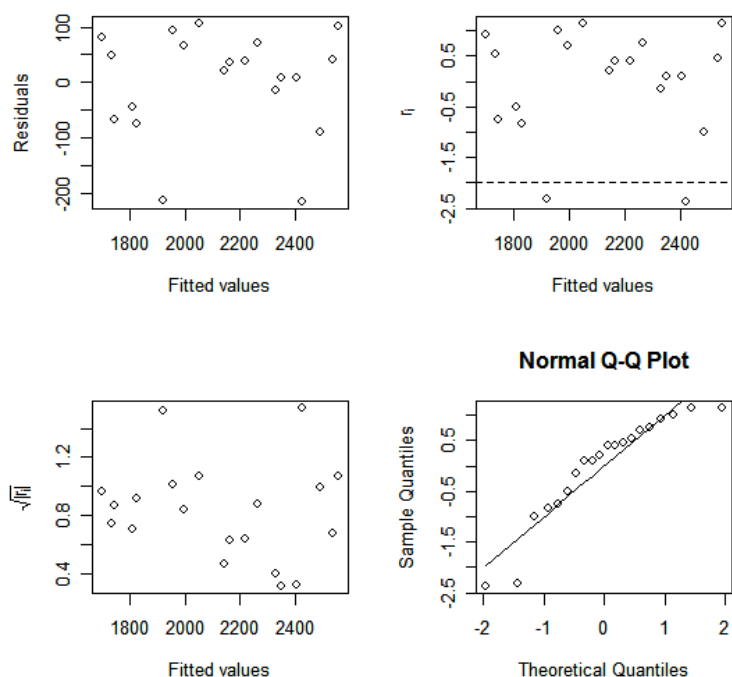 100
0
-100
-200
Residuals
1800 2000 2200 2400
Fitted values
0.5
-0.5
-1.5
-2.5
ri
1800 2000 2200 2400
Fitted values
1.2
0.8
0.4
√|ri|
1800 2000 2200 2400
Fitted values
Normal Q-Q Plot
0.5
-0.5
-1.5
-2.5
Sample Quantiles
-2 -1 0 1 2
Theoretical Quantiles